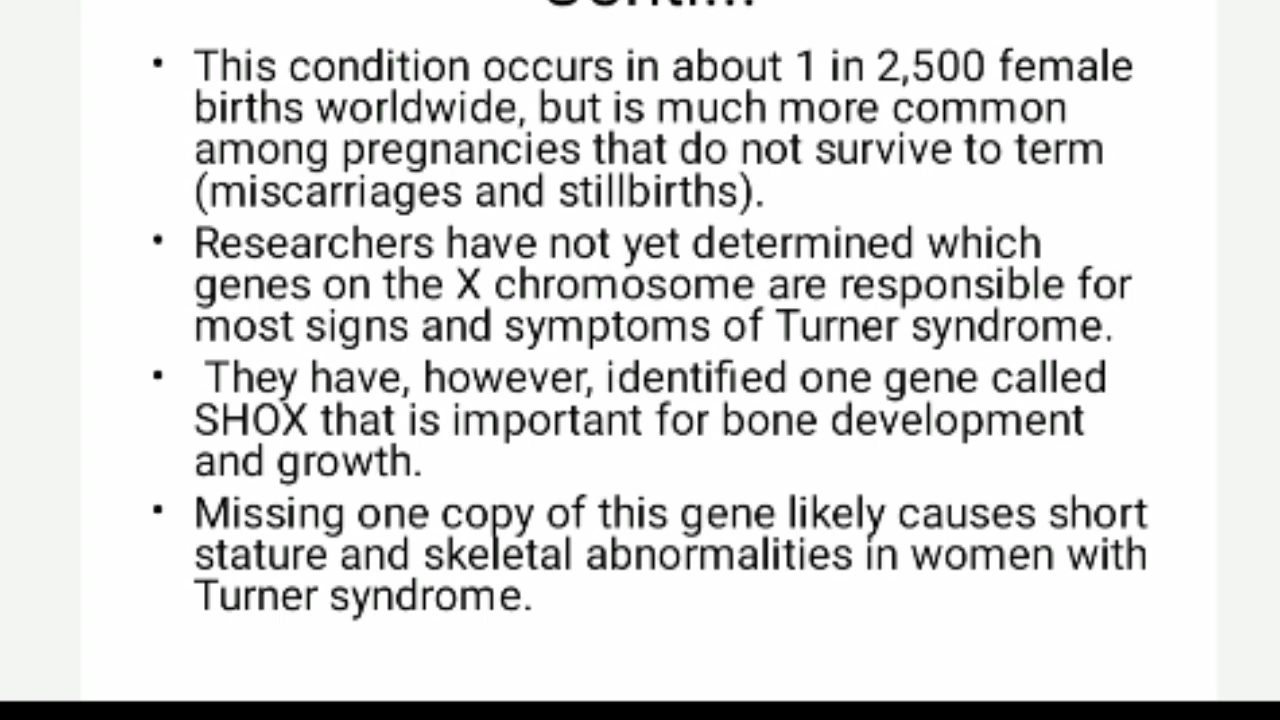 • This condition occurs in about 1 in 2,500 female
births worldwide, but is much more common
among pregnancies that do not survive to term
(miscarriages and stillbirths).
• Researchers have not yet determined which
genes on the X chromosome are responsible for
most signs and symptoms of Turner syndrome.
• They have, however, identified one gene called
SHOX that is important for bone development
and growth.
• Missing one copy of this gene likely causes short
stature and skeletal abnormalities in women with
Turner syndrome.